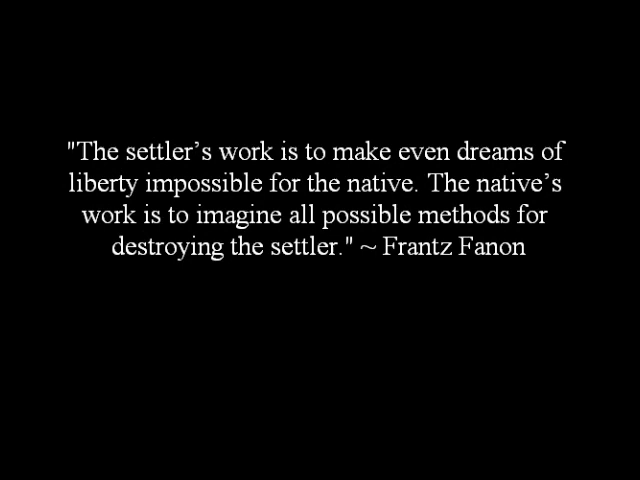 "The settler’s work is to make even dreams of
liberty impossible for the native. The native’s
work is to imagine all possible methods for
destroying the settler." ~ Frantz Fanon